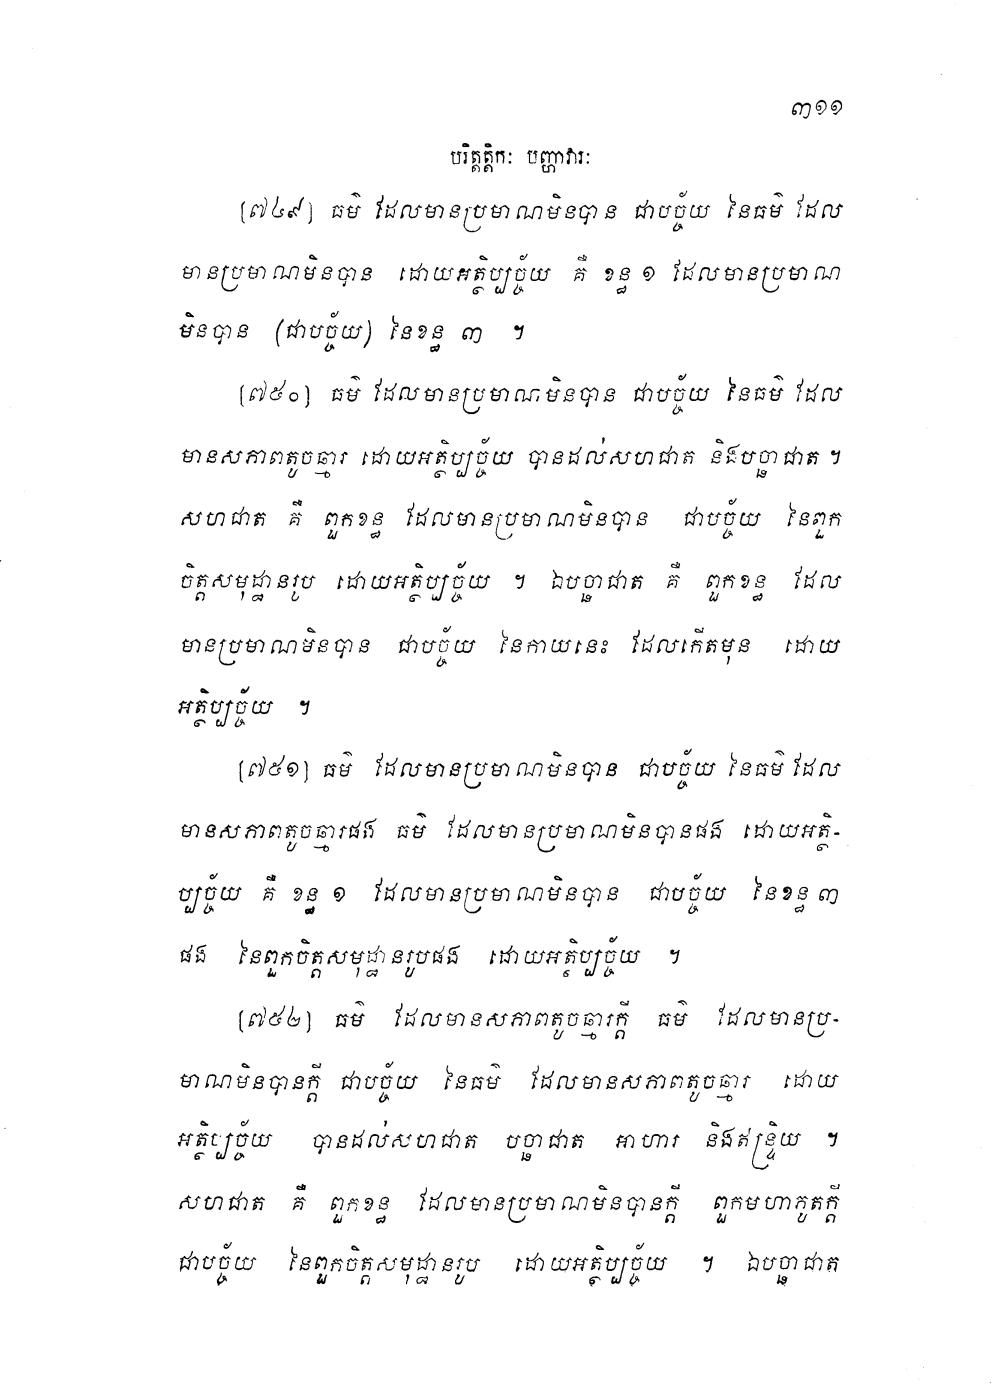 ៣១១
បរិត្តត្តិកៈ បញ្ហាវារៈ
[៧៤៩] ធម៌ ដែលមានប្រមាណមិនបាន ជាបច្ច័យ នៃធម៌ ដែល
មានប្រមាណមិនបាន ដោយអត្ថិប្បច្ច័យ គឺ ខន្ធ ១ ដែលមានប្រមាណ
មិនបាន (ជាបច្ច័យ) នៃខន្ធ ៣ ។
[៧៥០] ធម៌ ដែលមានប្រមាណមិនបាន ជាបច្ច័យ នៃធម៌ ដែល
មានសភាពតូចឆ្មារ ដោយអត្ថិប្បច្ច័យ បានដល់សហជាត និងបច្ឆាជាត ។
សហជាត គឺ ពួកខន្ធ ដែលមានប្រមាណមិនបាន ជាបច្ច័យ នៃពួក
ចិត្តសមុដ្ឋានរូប ដោយអត្ថិប្បច្ច័យ ។ ឯបច្ឆាជាត គឺ ពួកខន្ធ ដែល
មានប្រមាណមិនបាន ជាបច្ច័យ នៃកាយនេះ ដែលកើតមុន ដោយ
អត្ថិប្បច្ច័យ ។
[៧៥១] ធម៌ ដែលមានប្រមាណមិនបាន ជាបច្ច័យ នៃធម៌ ដែល
មានសភាពតូចឆ្មារផង ធម៌ ដែលមានប្រមាណមិនបានផង ដោយអត្ថិ-
ប្បច្ច័យ គឺ ខន្ធ ១ ដែលមានប្រមាណមិនបាន ជាបច្ច័យ នៃខន្ធ ៣
ផង នៃពួកចិត្តសមុដ្ឋានរូបផង ដោយអត្ថិប្បច្ច័យ ។
[៧៥២] ធម៌ ដែលមានសភាពតូចឆ្មារក្តី ធម៌ ដែលមានប្រ-
មាណមិនបានក្តី ជាបច្ច័យ នៃធម៌ ដែលមានសភាពតូចឆ្មារ ដោយ
អត្ថិប្បច្ច័យ បានដល់សហជាត បច្ឆាជាត អាហារ និងឥន្ទ្រិយ ។
សហជាត គឺ ពួកខន្ធ ដែលមានប្រមាណមិនបានក្តី ពួកមហាភូតក្តី
ជាបច្ច័យ នៃពួកចិត្តសមុដ្ឋានរូប ដោយអត្ថិប្បច្ច័យ ។ ឯបច្ឆាជាត